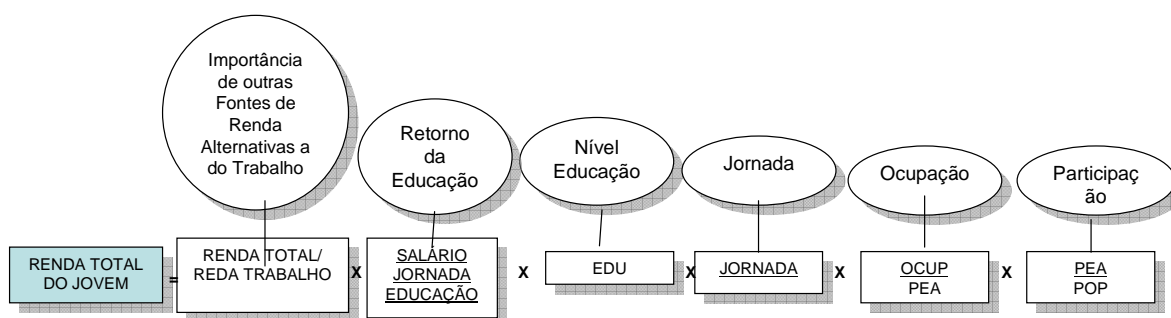 Importância
de outras
Fontes de
Renda
Alternativas a
do Trabalho
Retorno
da
Educação
Nível
Educação
Jornada
Ocupação
Participaç
ão
RENDA TOTAL
DO JOVEM
=
RENDA TOTAL/
REDA TRABALHO
X
SALÁRIO
JORNADA
EDUCAÇÃO
X
EDU
X
JORNADA
X
OCUP
PEA
X
PEA
POP